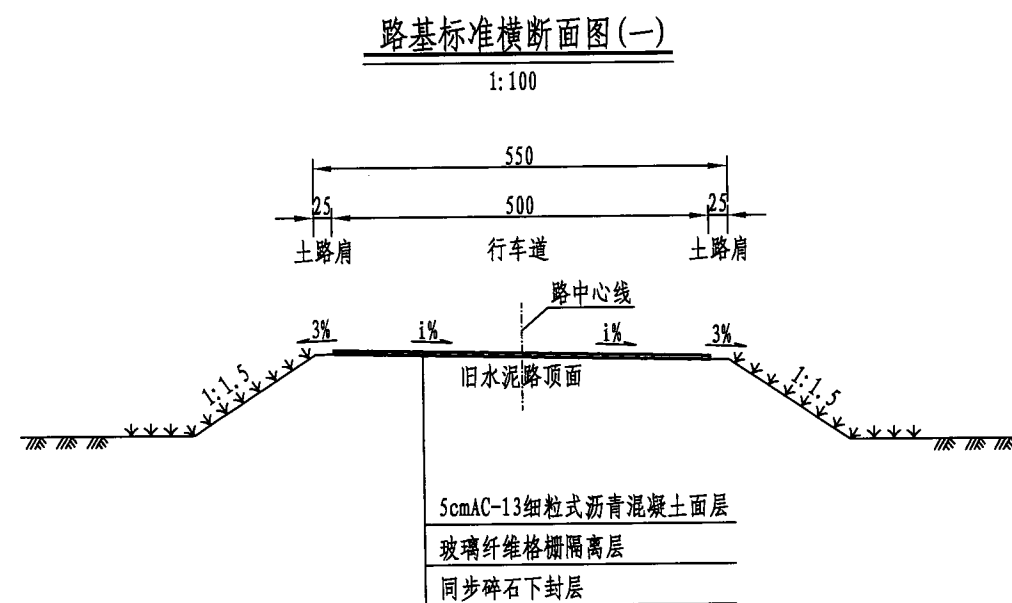 路基标准横断面图(一)
1:100
550
25 500 25
土路肩 行车道 土路肩
路中心线
3% i% i% 3%
旧水泥路顶面
1:1.5 1:1.5
5cmAC-13细粒式沥青混凝土面层
玻璃纤维格栅隔离层
同步碎石下封层